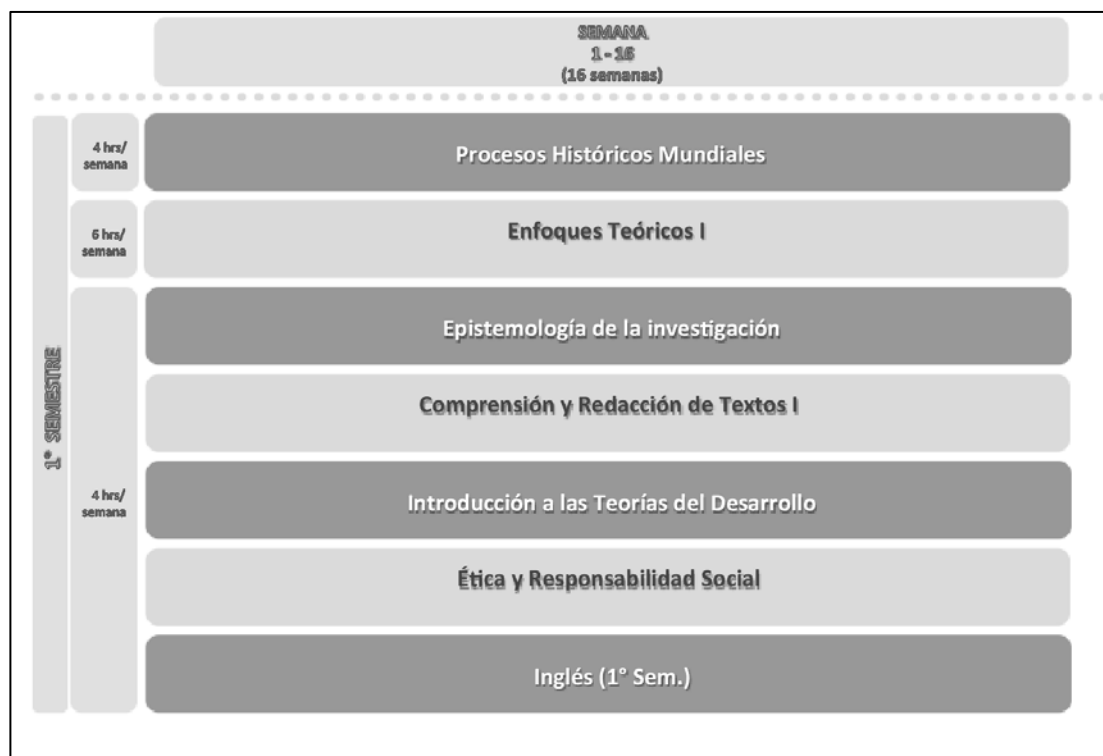 SEMANA
1 - 16
(16 semanas)
1° SEMESTRE
4 hrs/
semana
Procesos Históricos Mundiales
6 hrs/
semana
Enfoques Teóricos I
4 hrs/
semana
Epistemología de la investigación
Comprensión y Redacción de Textos I
Introducción a las Teorías del Desarrollo
Ética y Responsabilidad Social
Inglés (1° Sem.)